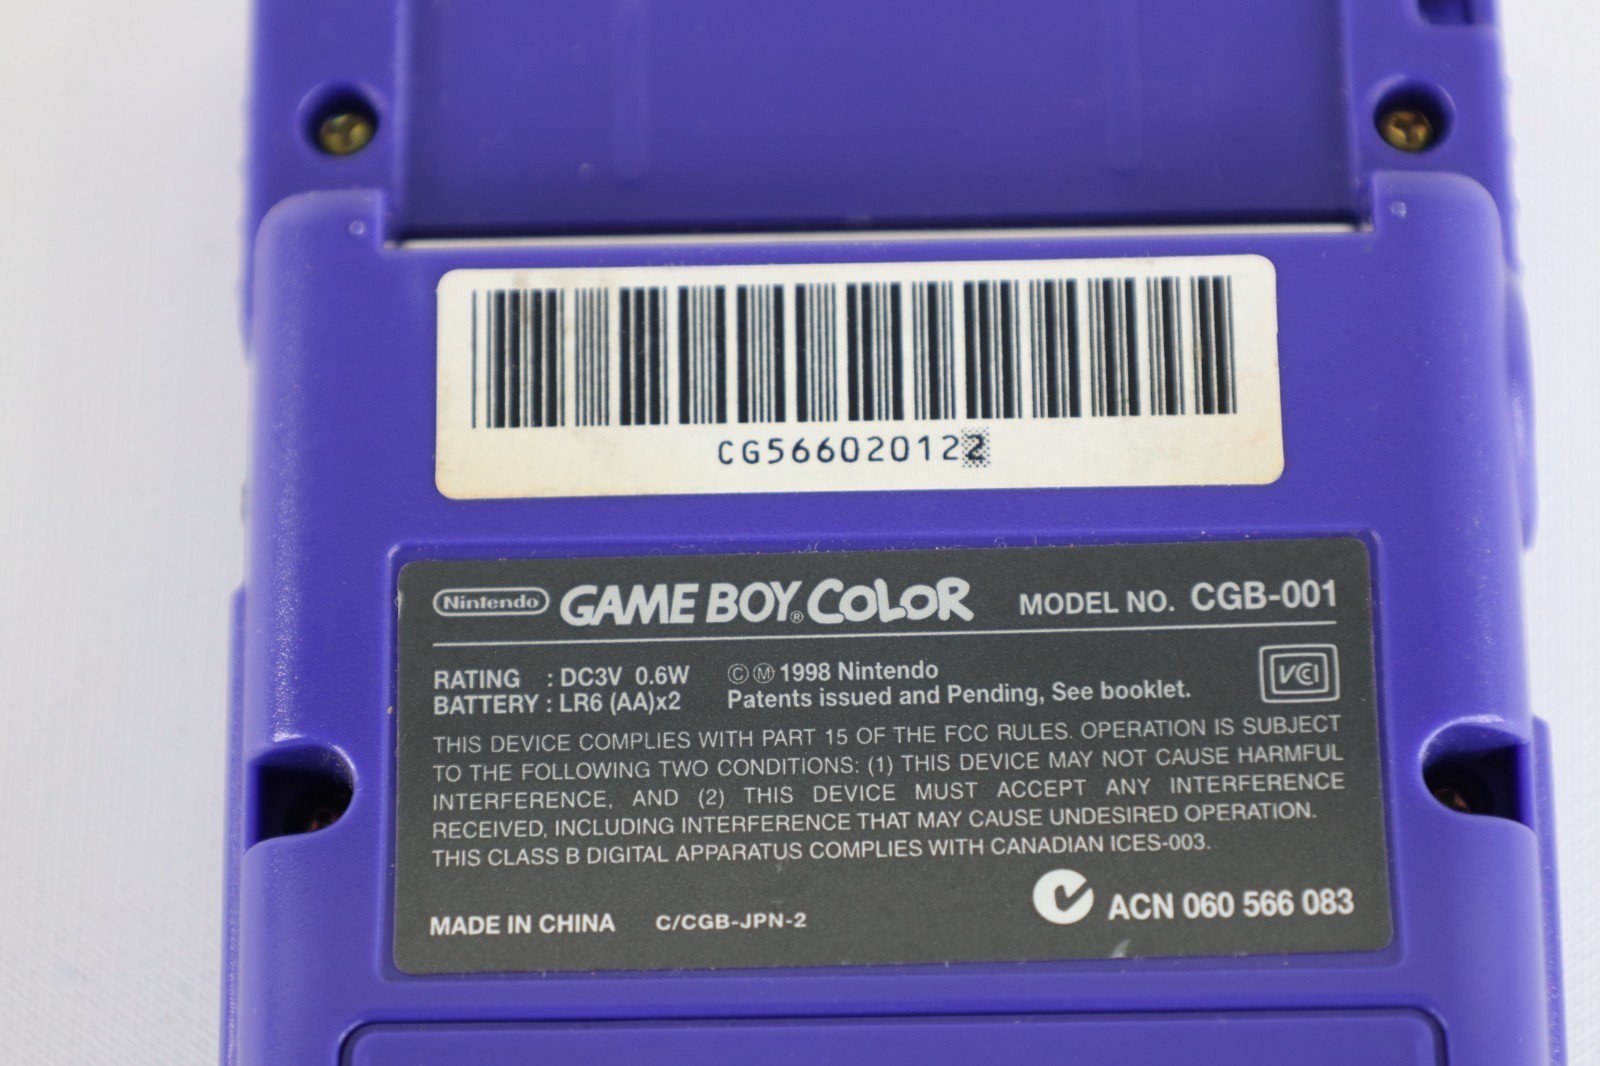 CG566020122
Nintendo GAME BOY® COLOR MODEL NO. CGB-001
RATING : DC3V 0.6W
BATTERY : LR6 (AA)x2
Ⓒ Ⓜ 1998 Nintendo
Patents issued and Pending, See booklet.
VCI
THIS DEVICE COMPLIES WITH PART 15 OF THE FCC RULES. OPERATION IS SUBJECT
TO THE FOLLOWING TWO CONDITIONS: (1) THIS DEVICE MAY NOT CAUSE HARMFUL
INTERFERENCE, AND (2) THIS DEVICE MUST ACCEPT ANY INTERFERENCE
RECEIVED, INCLUDING INTERFERENCE THAT MAY CAUSE UNDESIRED OPERATION.
THIS CLASS B DIGITAL APPARATUS COMPLIES WITH CANADIAN ICES-003.
MADE IN CHINA C/CGB-JPN-2
ACN 060 566 083